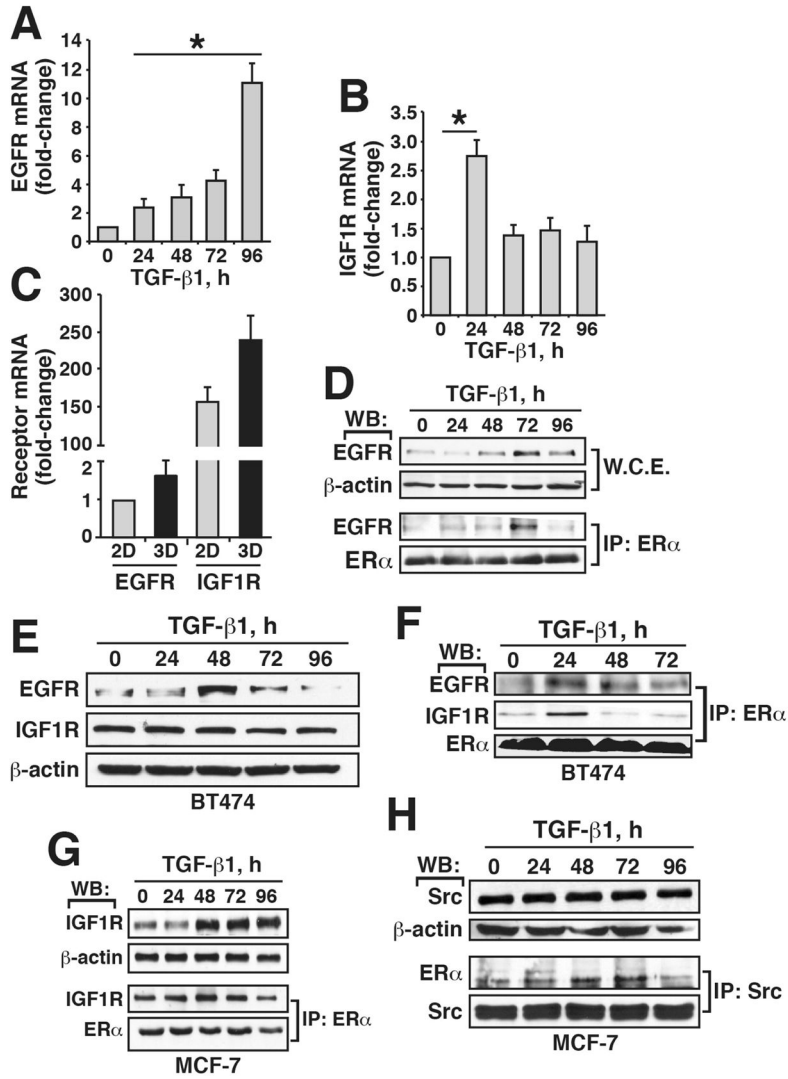 A
EGFR mRNA
(fold-change)
14
12
10
8
6
4
2
0
*
0 24 48 72 96
TGF-β1, h
B
IGF1R mRNA
(fold-change)
3.5
3.0
2.5
2.0
1.5
1.0
0.5
0
*
0 24 48 72 96
TGF-β1, h
C
Receptor mRNA
(fold-change)
300
250
200
150
100
2
1
0
2D 3D 2D 3D
EGFR IGF1R
D
TGF-β1, h
WB: 0 24 48 72 96
EGFR
β-actin
W.C.E.
EGFR
ERα
IP: ERα
E
TGF-β1, h
0 24 48 72 96
EGFR
IGF1R
β-actin
BT474
F
TGF-β1, h
WB: 0 24 48 72
EGFR
IGF1R
ERα
IP: ERα
BT474
G
TGF-β1, h
WB: 0 24 48 72 96
IGF1R
β-actin
IGF1R
ERα
IP: ERα
MCF-7
H
TGF-β1, h
WB: 0 24 48 72 96
Src
β-actin
ERα
Src
IP: Src
MCF-7